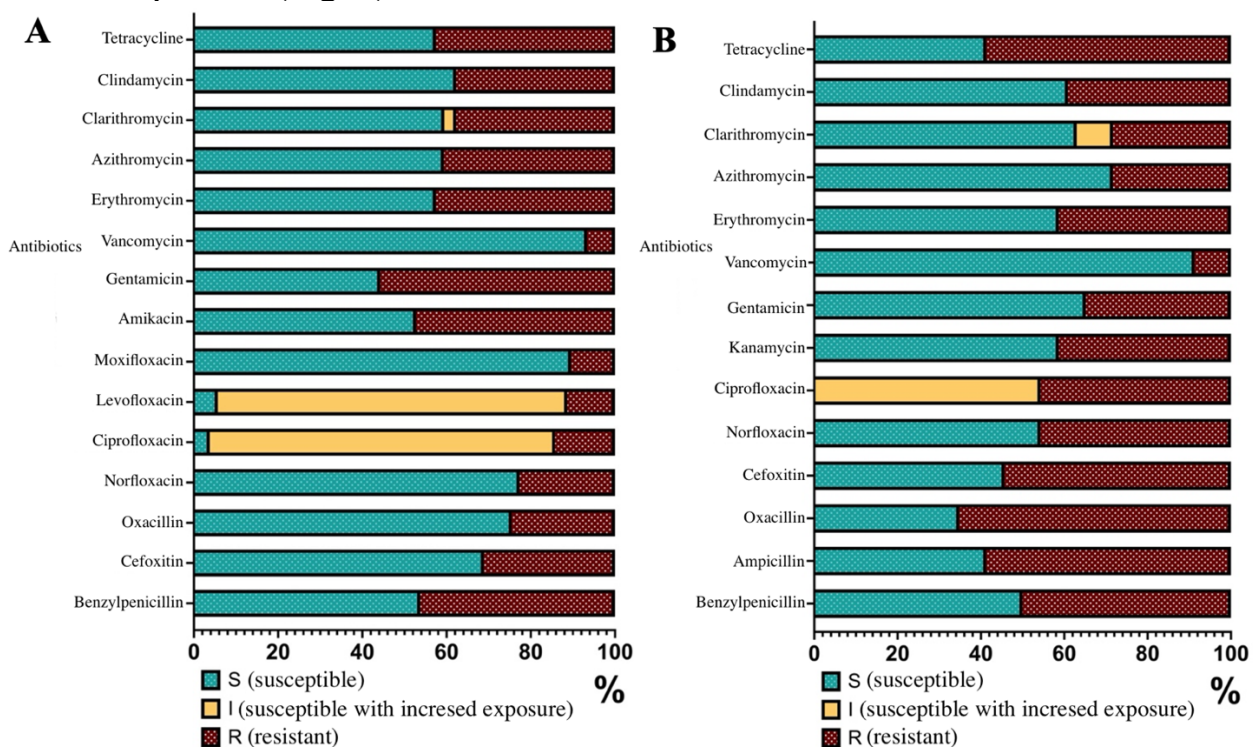 A
Tetracycline
Clindamycin
Clarithromycin
Azithromycin
Erythromycin
Antibiotics
Vancomycin
Gentamicin
Amikacin
Moxifloxacin
Levofloxacin
Ciprofloxacin
Norfloxacin
Oxacillin
Cefoxitin
Benzylpenicillin
0 20 40 60 80 100
%
S (susceptible)
I (susceptible with incresed exposure)
R (resistant)
B
Tetracycline
Clindamycin
Clarithromycin
Azithromycin
Erythromycin
Antibiotics
Vancomycin
Gentamicin
Kanamycin
Ciprofloxacin
Norfloxacin
Cefoxitin
Oxacillin
Ampicillin
Benzylpenicillin
0 20 40 60 80 100
%
S (susceptible)
I (susceptible with incresed exposure)
R (resistant)